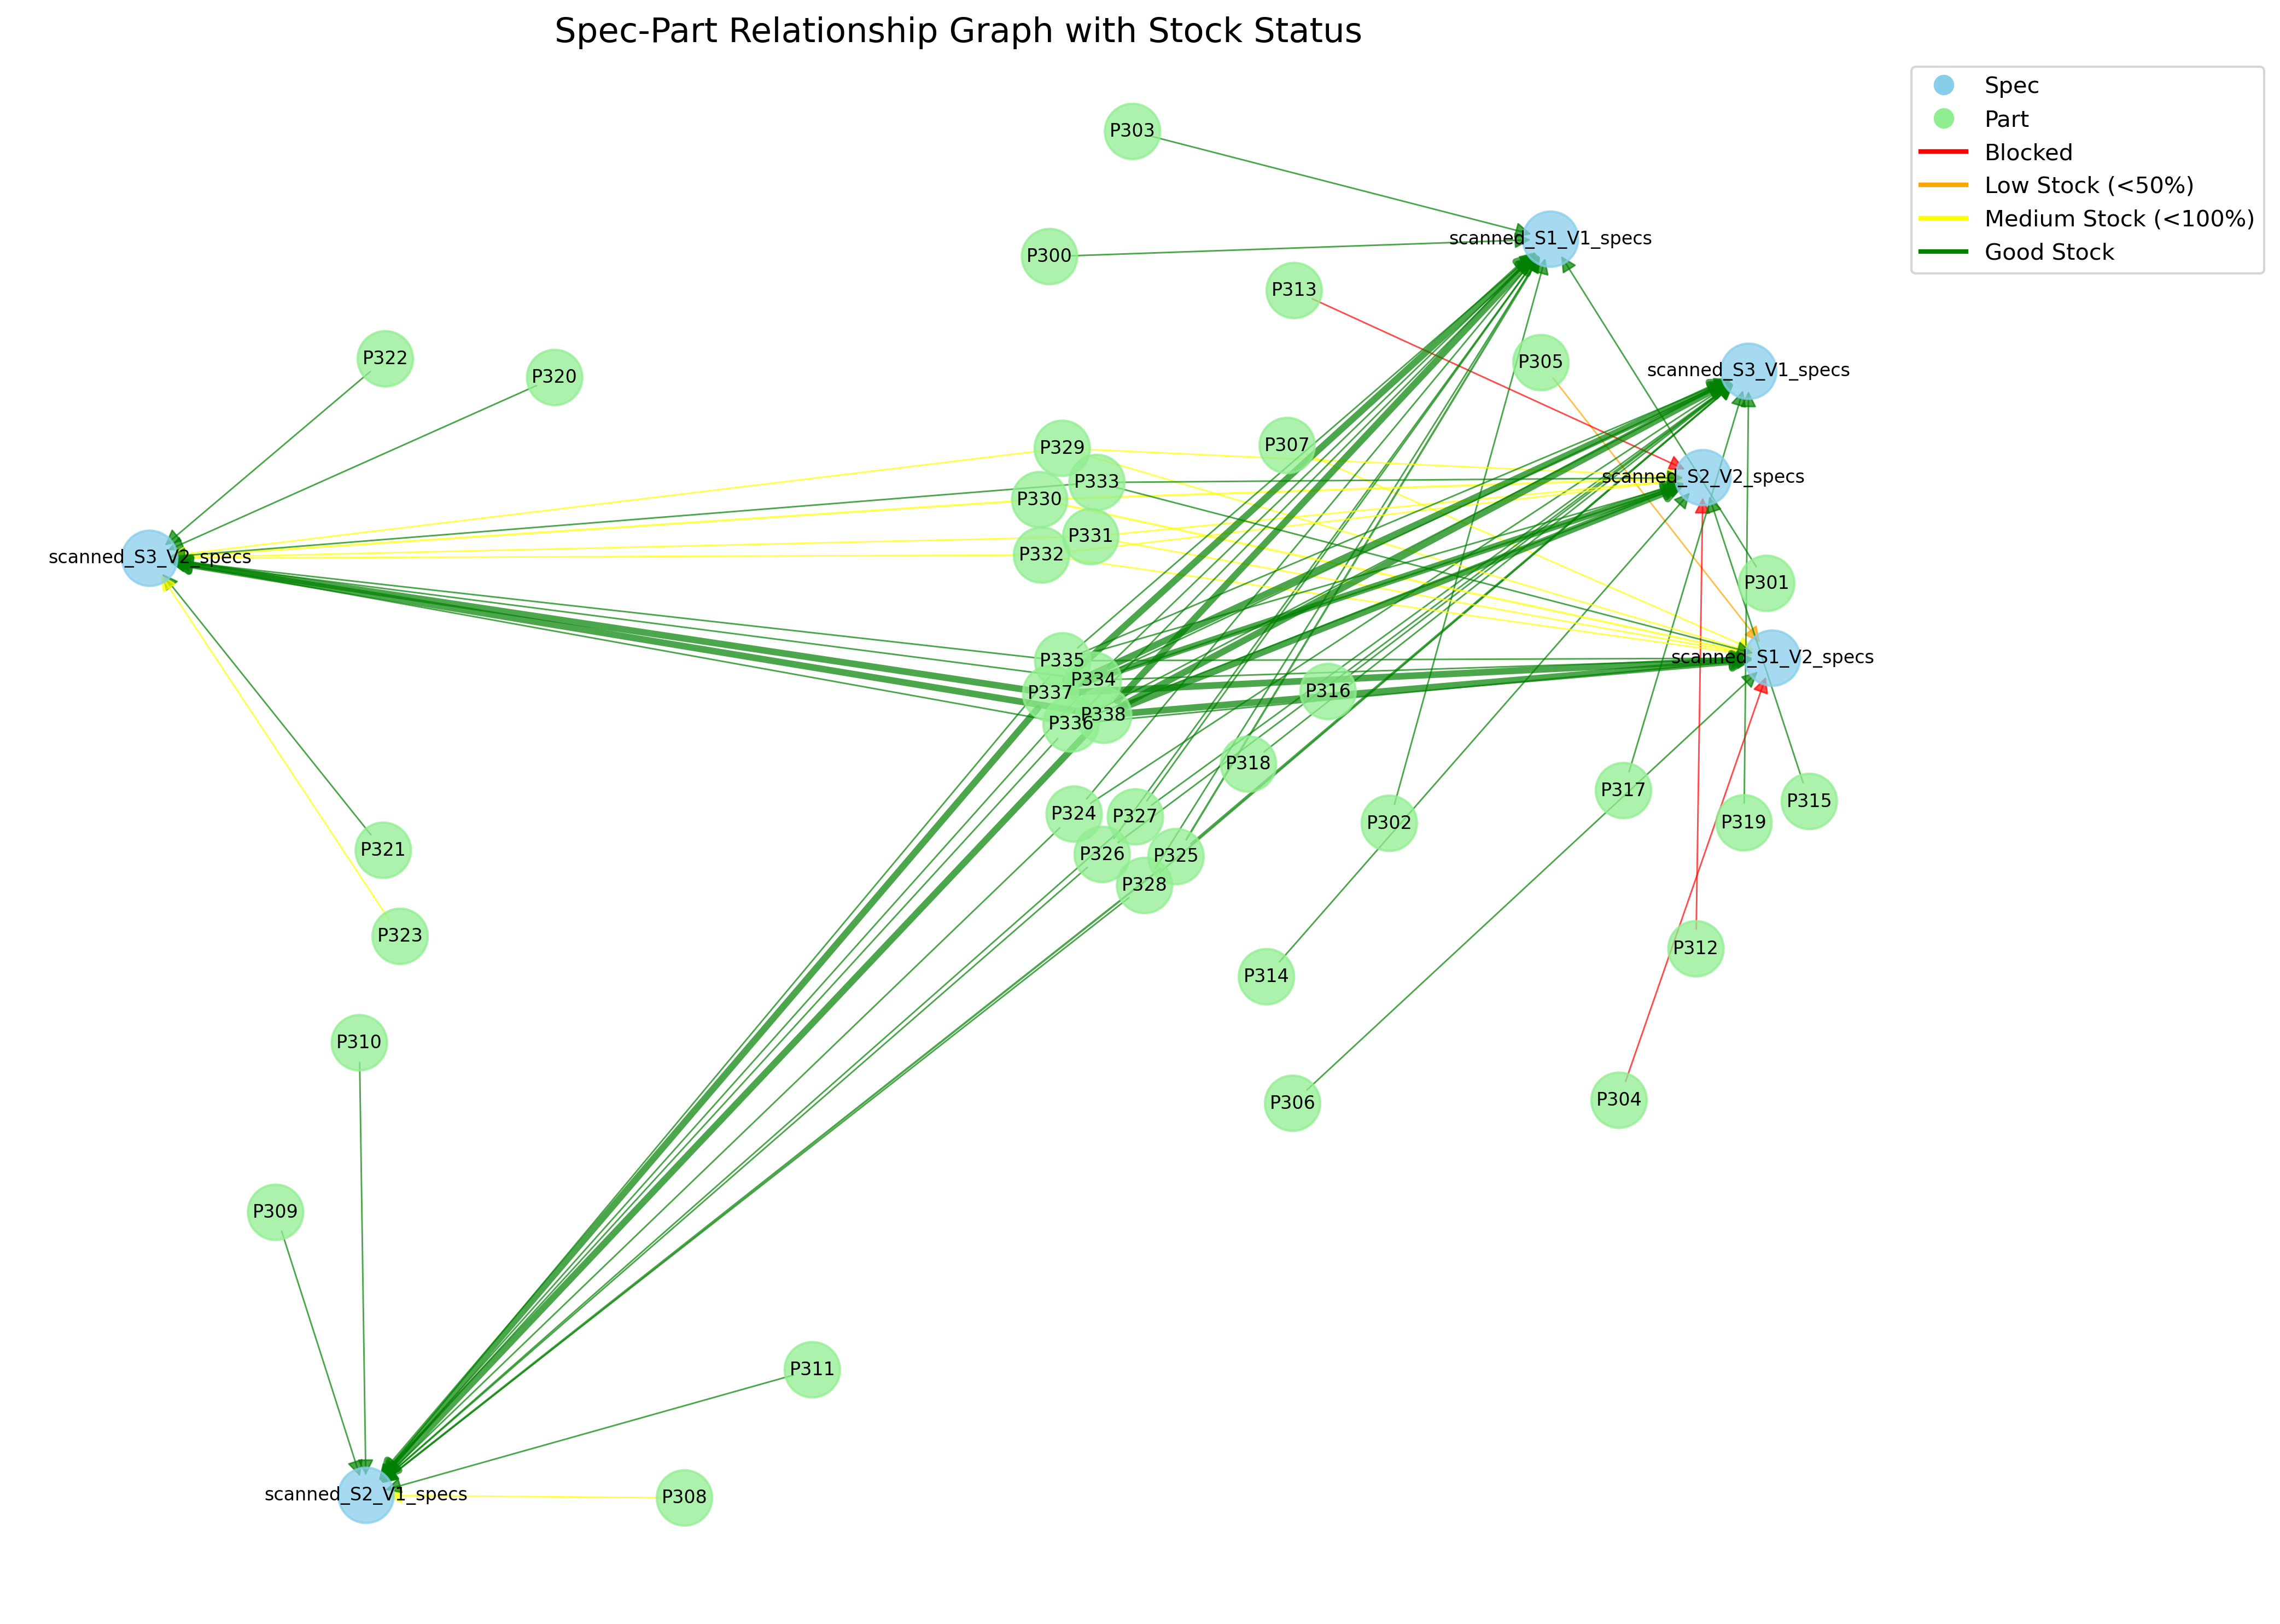 Spec-Part Relationship Graph with Stock Status
Spec
Part
Blocked
Low Stock (<50%)
Medium Stock (<100%)
Good Stock
P303
scanned_S1_V1_specs
P300
P313
P322
P305
scanned_S3_V1_specs
P320
P307
P329
scanned_S2_V2_specs
P333
P330
P331
P332
scanned_S3_V2_specs
P301
scanned_S1_V2_specs
P335
P334
P337
P316
P338
P336
P318
P317
P315
P324
P327
P302
P319
P321
P326
P325
P328
P323
P312
P314
P310
P304
P306
P309
P311
scanned_S2_V1_specs
P308